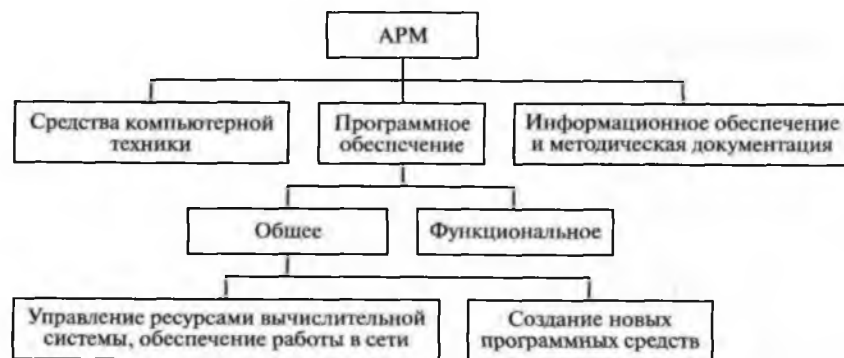 АРМ
Средства компьютерной
техники
Программное
обеспечение
Информационное обеспечение
и методическая документация
Общее
Функциональное
Управление ресурсами вычислительной
системы, обеспечение работы в сети
Создание новых
программных средств